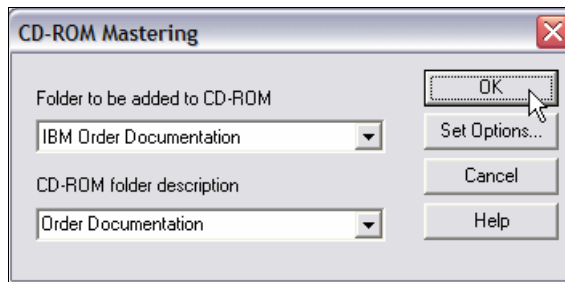 CD-ROM Mastering
Folder to be added to CD-ROM
IBM Order Documentation
CD-ROM folder description
Order Documentation
OK
Set Options...
Cancel
Help